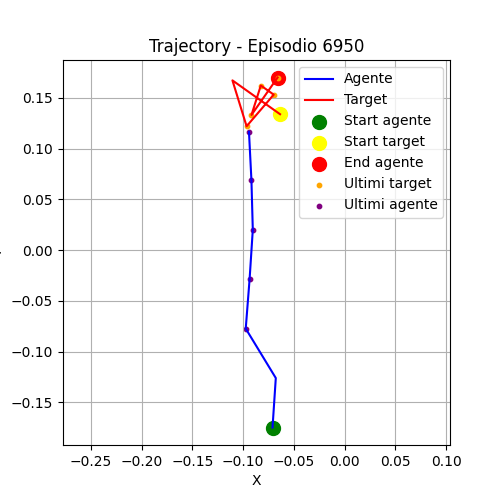 Trajectory - Episodio 6950
Agente
Target
Start agente
Start target
End agente
Ultimi target
Ultimi agente
0.15
0.10
0.05
0.00
−0.05
−0.10
−0.15
−0.25
−0.20
−0.15
−0.10
−0.05
0.00
0.05
0.10
X